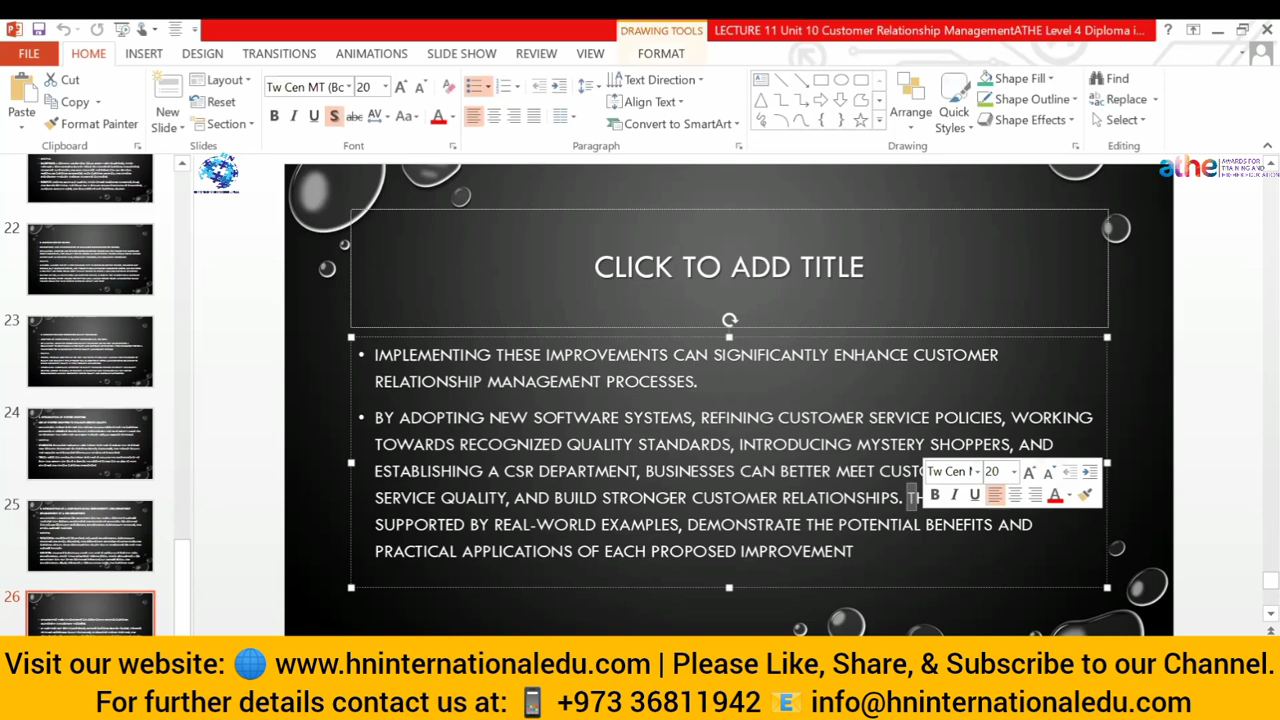 DRAWING TOOLS
LECTURE 11 Unit 10 Customer Relationship ManagementATHE Level 4 Diploma i...
FILE HOME INSERT DESIGN TRANSITIONS ANIMATIONS SLIDE SHOW REVIEW VIEW FORMAT
Paste
Cut
Copy
Format Painter
Clipboard
New Slide
Layout
Reset
Section
Slides
Tw Cen MT (Bc 20
Font
Text Direction
Align Text
Convert to SmartArt
Paragraph
Arrange
Quick Styles
Shape Fill
Shape Outline
Shape Effects
Drawing
Find
Replace
Select
Editing
athe AWARDS FOR TRAINING AND HIGHER EDUCATION
22
23
24
25
26
CLICK TO ADD TITLE
• IMPLEMENTING THESE IMPROVEMENTS CAN SIGNIFICANTLY ENHANCE CUSTOMER
RELATIONSHIP MANAGEMENT PROCESSES.
• BY ADOPTING NEW SOFTWARE SYSTEMS, REFINING CUSTOMER SERVICE POLICIES, WORKING
TOWARDS RECOGNIZED QUALITY STANDARDS, INTRODUCING MYSTERY SHOPPERS, AND
ESTABLISHING A CSR DEPARTMENT, BUSINESSES CAN BETTER MEET
SERVICE QUALITY, AND BUILD STRONGER CUSTOMER RELATIONSHIPS.
SUPPORTED BY REAL-WORLD EXAMPLES, DEMONSTRATE THE POTENTIAL BENEFITS AND
PRACTICAL APPLICATIONS OF EACH PROPOSED IMPROVEMENT
Tw Cen 20
Visit our website: 🌐 www.hninternationaledu.com | Please Like, Share, & Subscribe to our Channel.
For further details contact us at: 📱 +973 36811942 📧 info@hninternationaledu.com